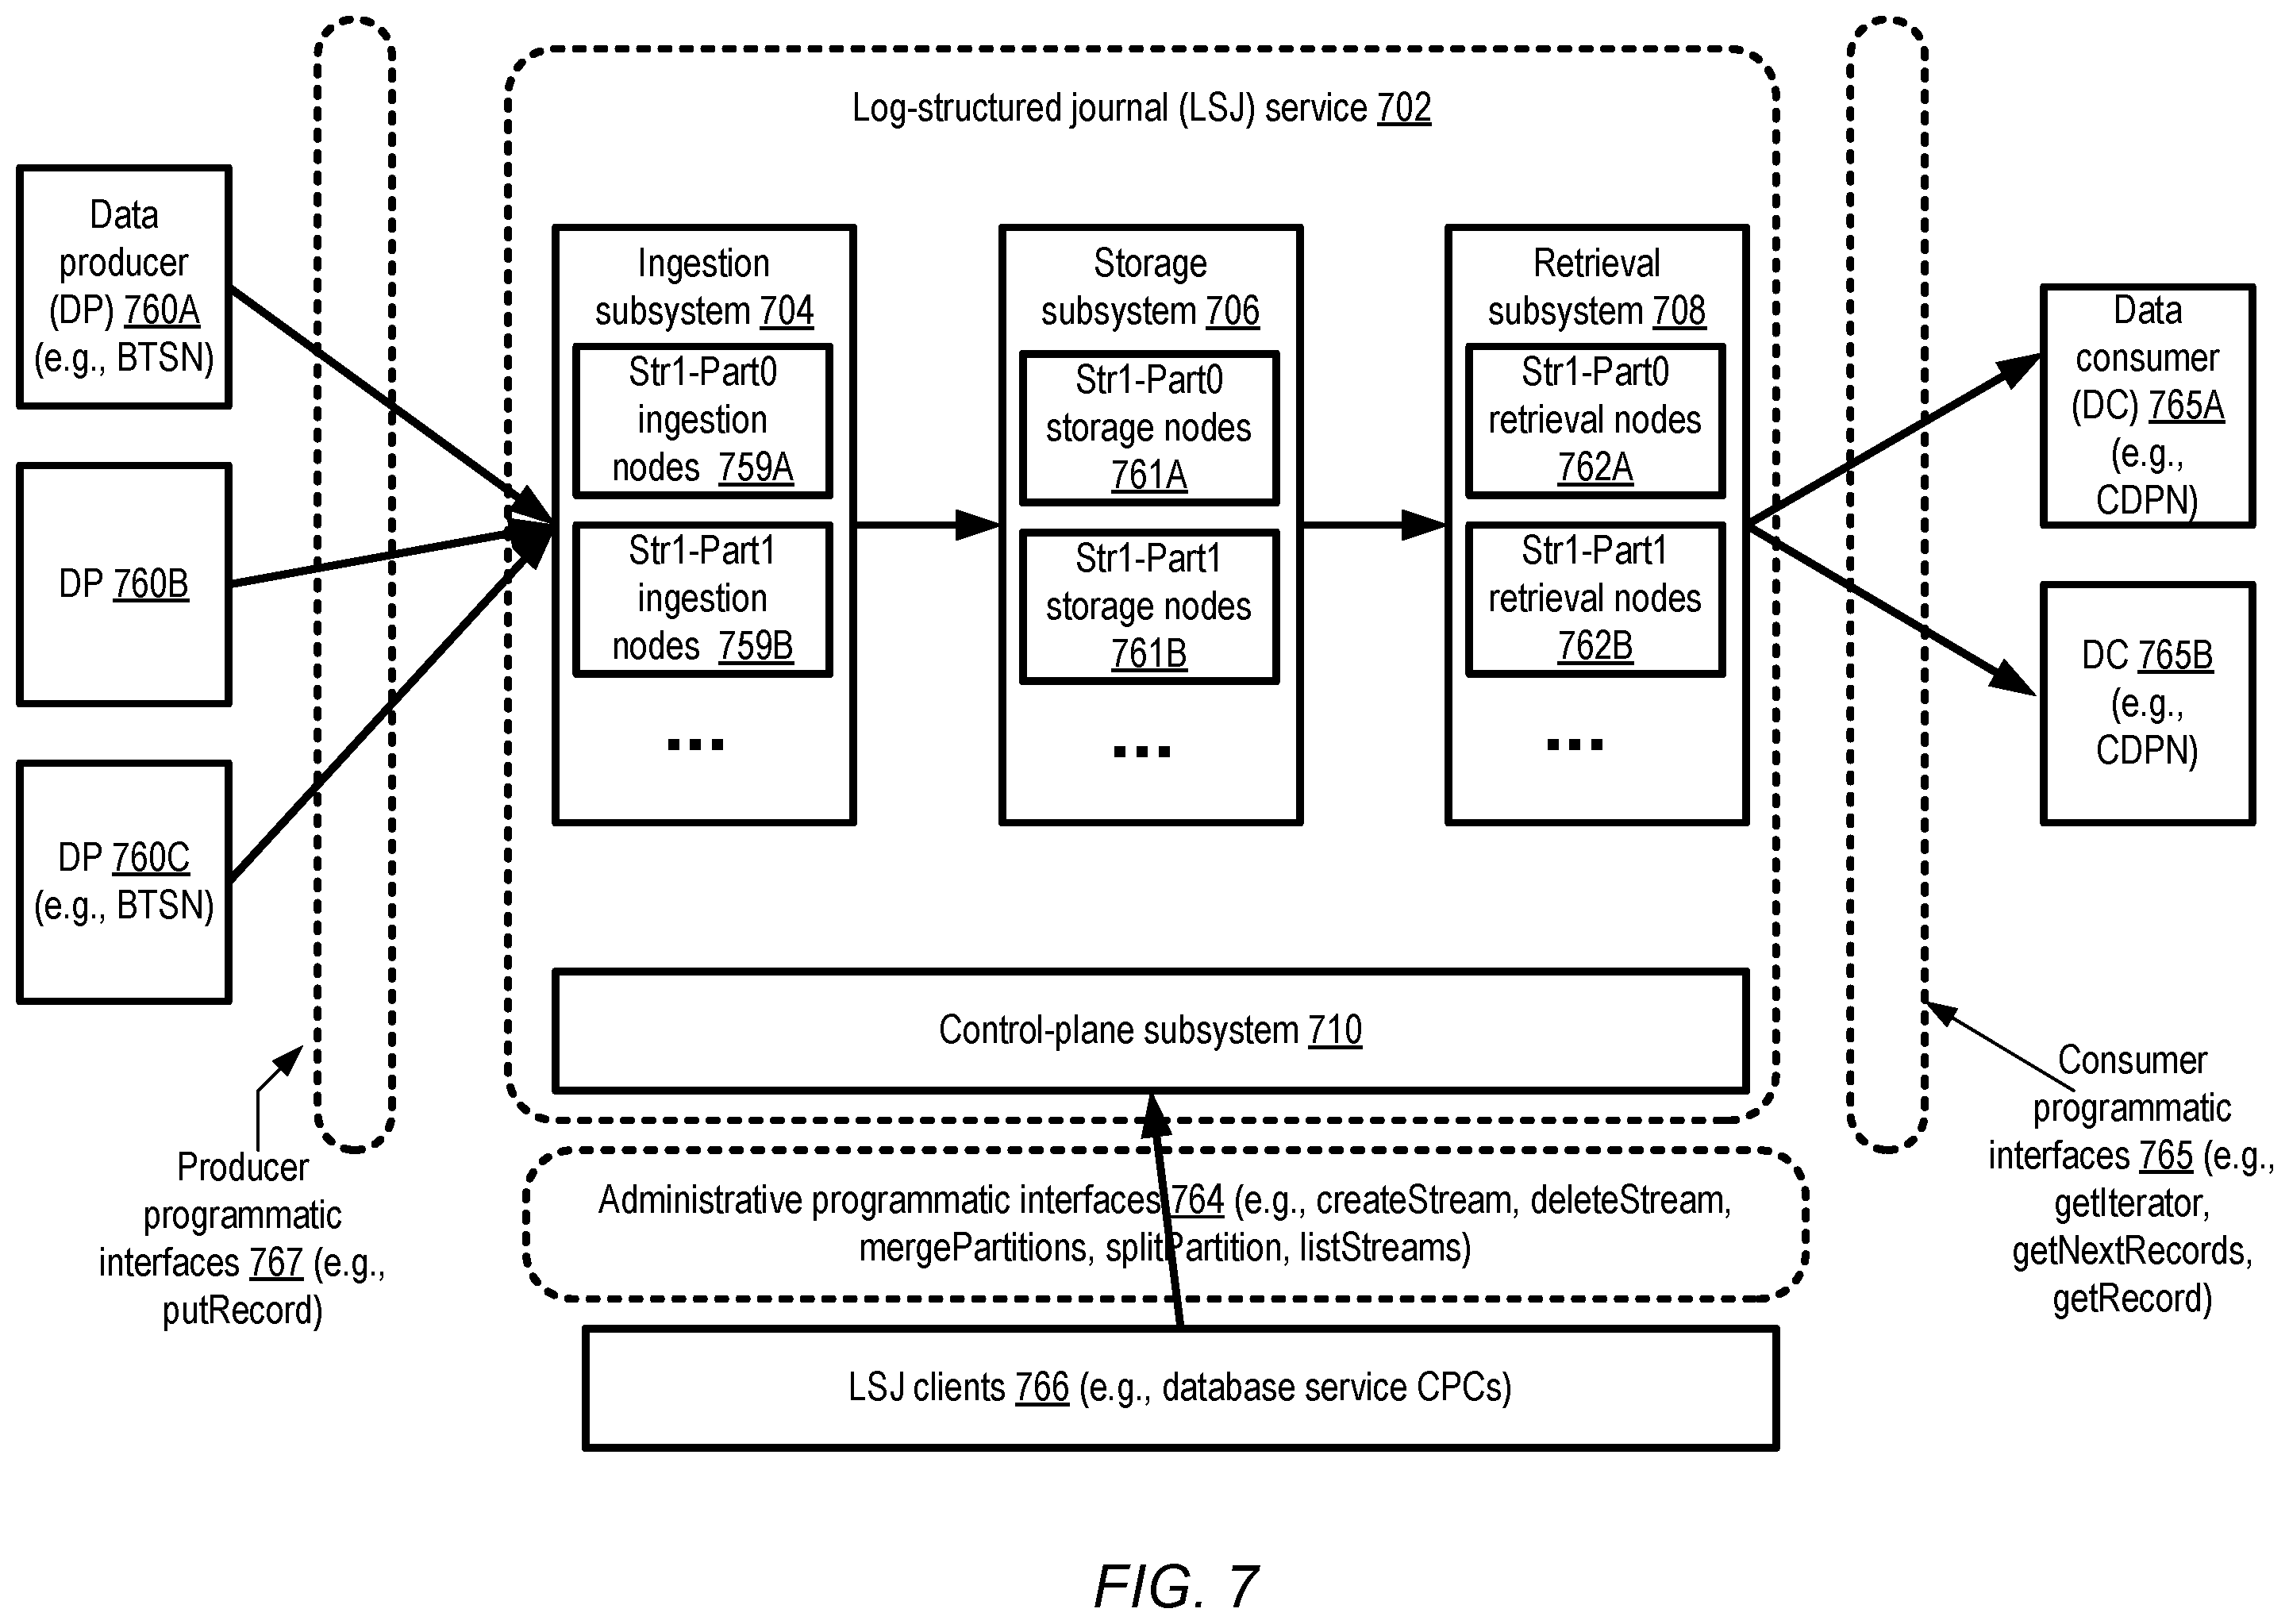 Log-structured journal (LSJ) service 702
Data
producer
(DP) 760A
(e.g., BTSN)
DP 760B
DP 760C
(e.g., BTSN)
Ingestion
subsystem 704
Str1-Part0
ingestion
nodes 759A
Str1-Part1
ingestion
nodes 759B
...
Storage
subsystem 706
Str1-Part0
storage nodes
761A
Str1-Part1
storage nodes
761B
...
Retrieval
subsystem 708
Str1-Part0
retrieval nodes
762A
Str1-Part1
retrieval nodes
762B
...
Data
consumer
(DC) 765A
(e.g.,
CDPN)
DC 765B
(e.g.,
CDPN)
Control-plane subsystem 710
Producer
programmatic
interfaces 767 (e.g.,
putRecord)
Administrative programmatic interfaces 764 (e.g., createStream, deleteStream,
mergePartitions, splitPartition, listStreams)
Consumer
programmatic
interfaces 765 (e.g.,
getIterator,
getNextRecords,
getRecord)
LSJ clients 766 (e.g., database service CPCs)
FIG. 7